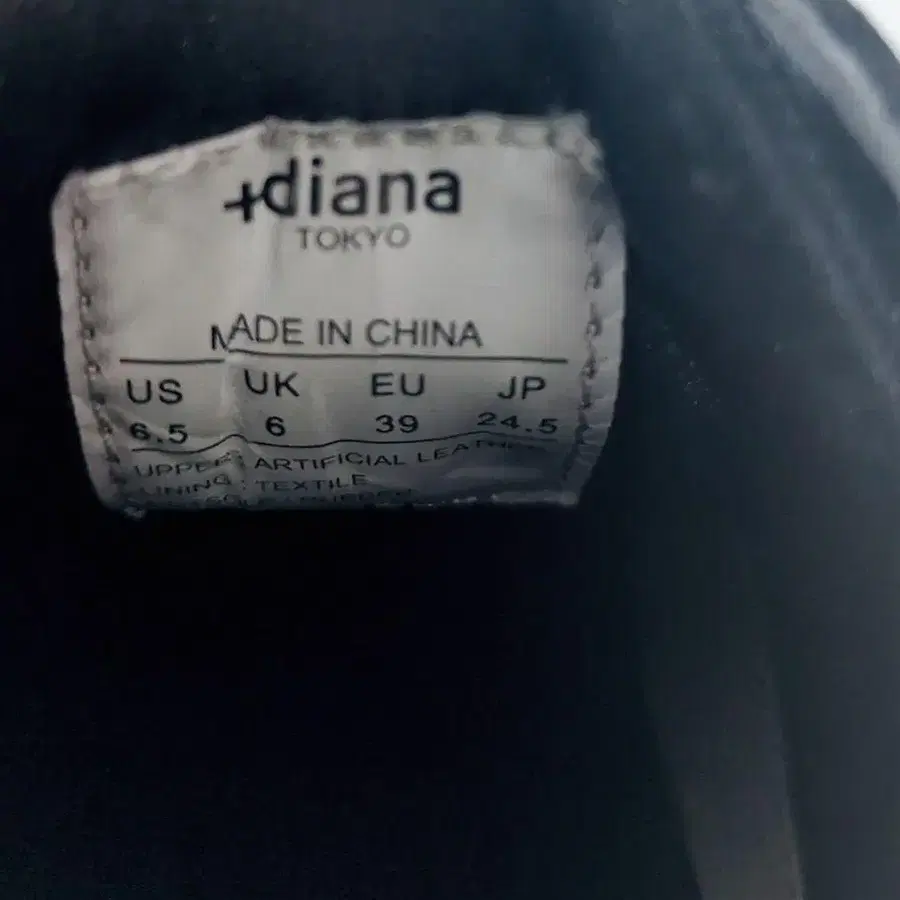 +diana
TOKYO
MADE IN CHINA
US UK EU JP
6.5 6 39 24.5
UPPER: ARTIFICIAL LEATHER
LINING: TEXTILE
RUBBER